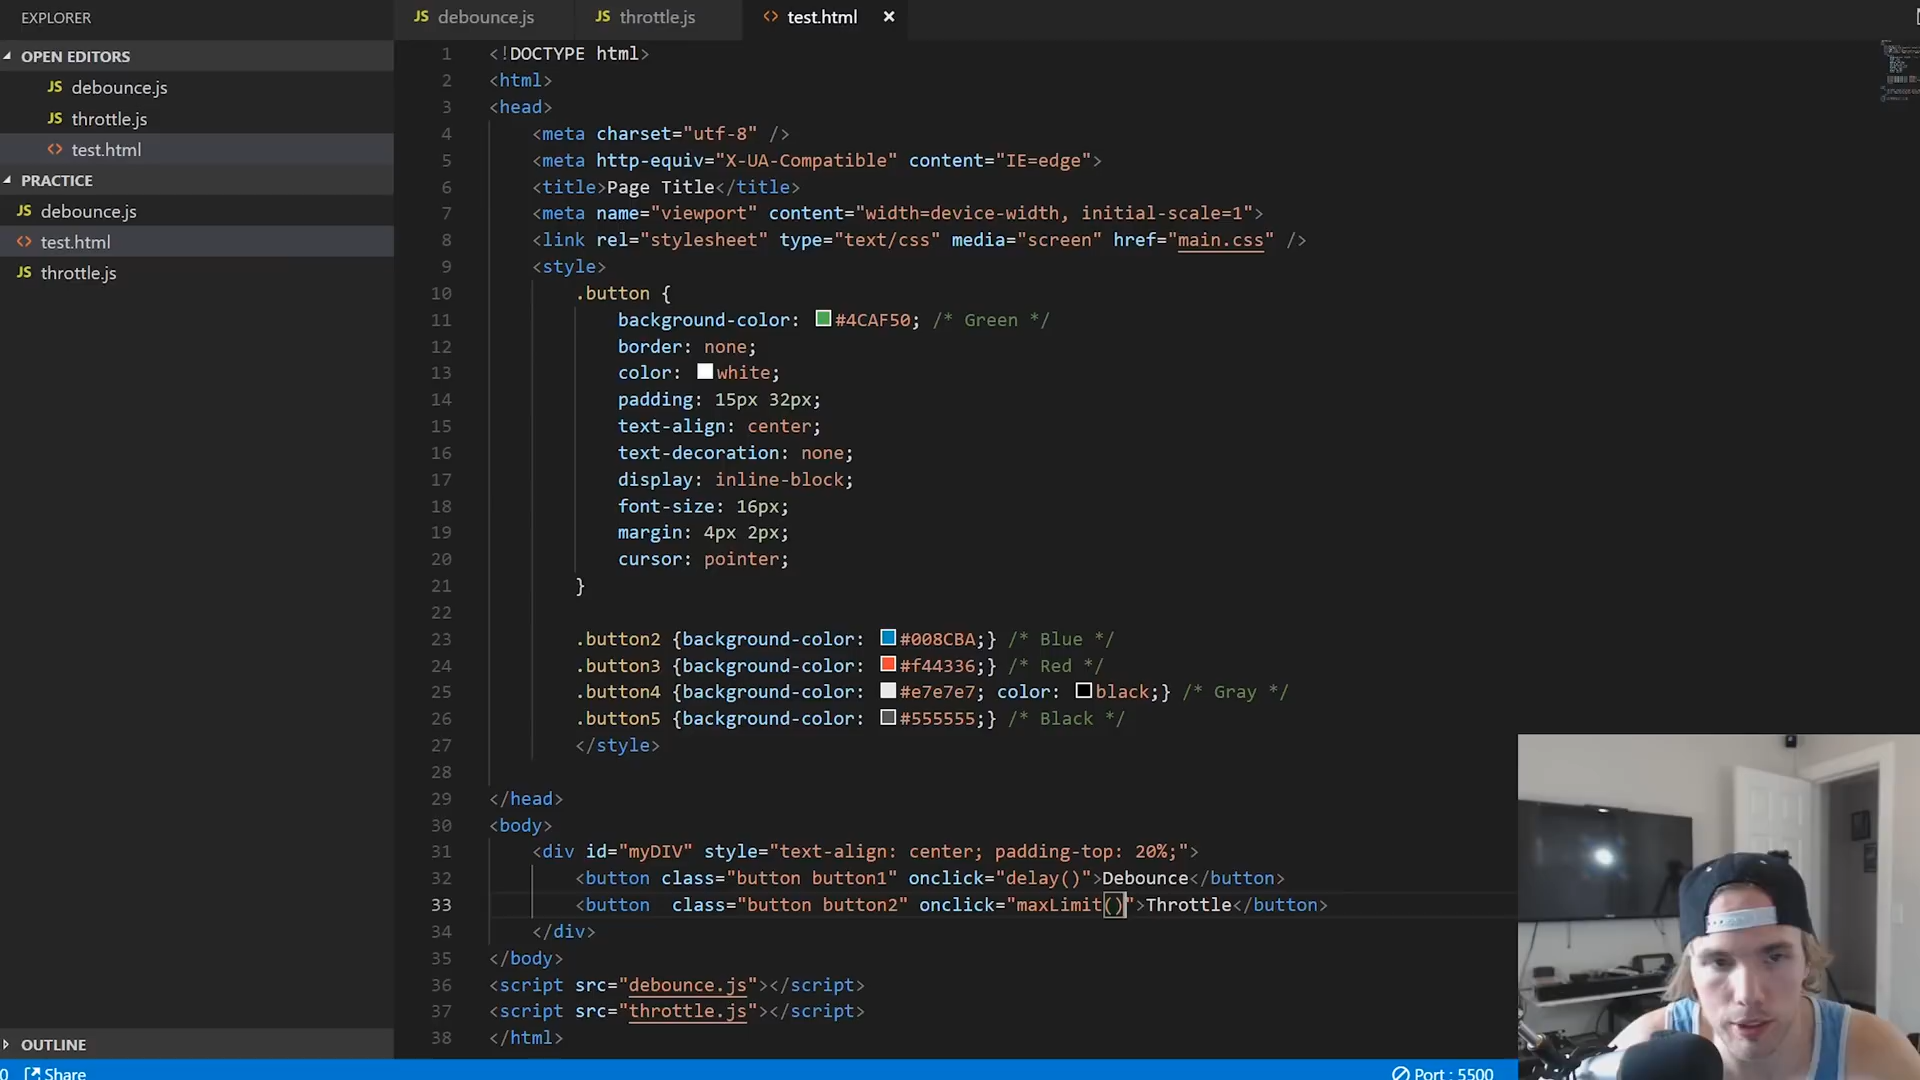 EXPLORER
OPEN EDITORS
JS debounce.js
JS throttle.js
<> test.html
PRACTICE
JS debounce.js
<> test.html
JS throttle.js
OUTLINE
JS debounce.js JS throttle.js <> test.html ×
1 <!DOCTYPE html>
2 <html>
3 <head>
4 <meta charset="utf-8" />
5 <meta http-equiv="X-UA-Compatible" content="IE=edge">
6 <title>Page Title</title>
7 <meta name="viewport" content="width=device-width, initial-scale=1">
8 <link rel="stylesheet" type="text/css" media="screen" href="main.css" />
9 <style>
10 .button {
11 background-color: #4CAF50; /* Green */
12 border: none;
13 color: white;
14 padding: 15px 32px;
15 text-align: center;
16 text-decoration: none;
17 display: inline-block;
18 font-size: 16px;
19 margin: 4px 2px;
20 cursor: pointer;
21 }
22
23 .button2 {background-color: #008CBA;} /* Blue */
24 .button3 {background-color: #f44336;} /* Red */
25 .button4 {background-color: #e7e7e7; color: black;} /* Gray */
26 .button5 {background-color: #555555;} /* Black */
27 </style>
28
29 </head>
30 <body>
31 <div id="myDIV" style="text-align: center; padding-top: 20%;">
32 <button class="button button1" onclick="delay()">Debounce</button>
33 <button  class="button button2" onclick="maxLimit()">Throttle</button>
34 </div>
35 </body>
36 <script src="debounce.js"></script>
37 <script src="throttle.js"></script>
38 </html>
0 Share Port : 5500